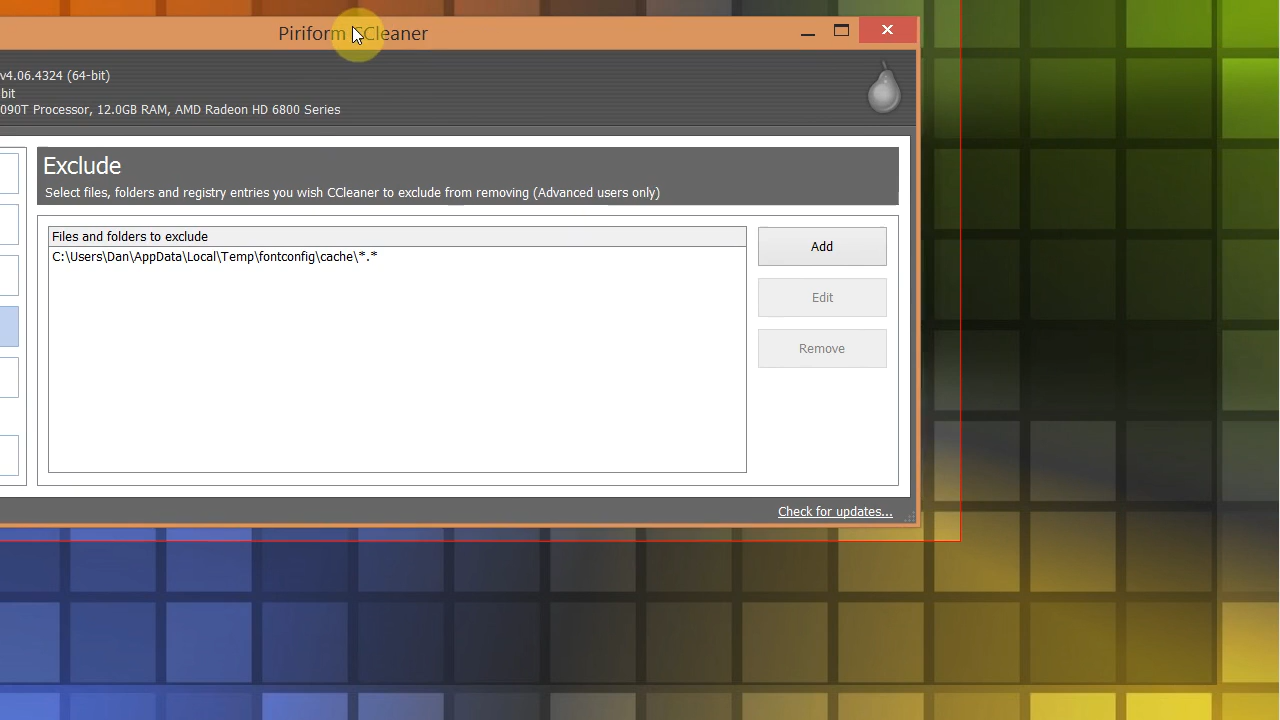 Piriform CCleaner
v4.06.4324 (64-bit)
bit
090T Processor, 12.0GB RAM, AMD Radeon HD 6800 Series
Exclude
Select files, folders and registry entries you wish CCleaner to exclude from removing (Advanced users only)
Files and folders to exclude
C:\Users\Dan\AppData\Local\Temp\fontconfig\cache\*.*
Add
Edit
Remove
Check for updates...